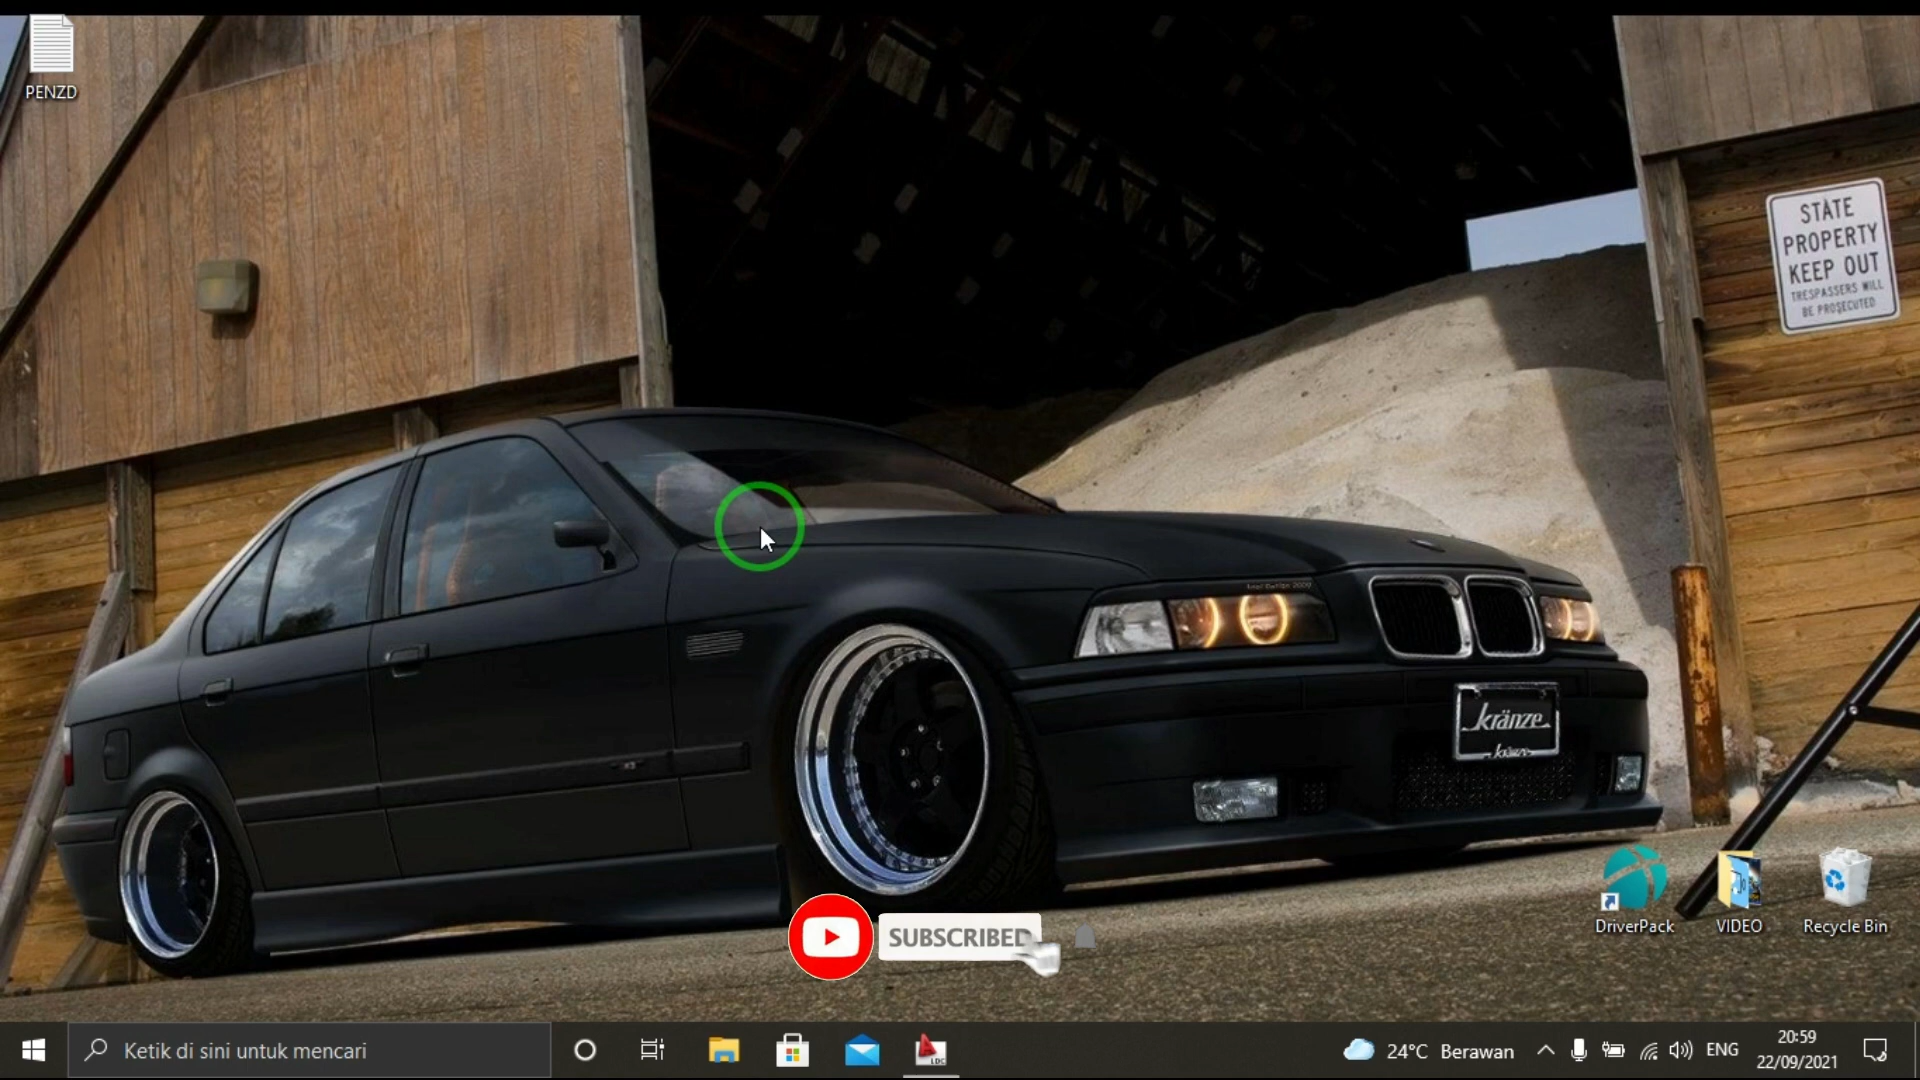 PENZD
STATE
PROPERTY
KEEP OUT
TRESPASSERS WILL
BE PROSECUTED
kränze
SUBSCRIBED
DriverPack
VIDEO
Recycle Bin
Ketik di sini untuk mencari
LDC
24°C Berawan
ENG
20:59
22/09/2021